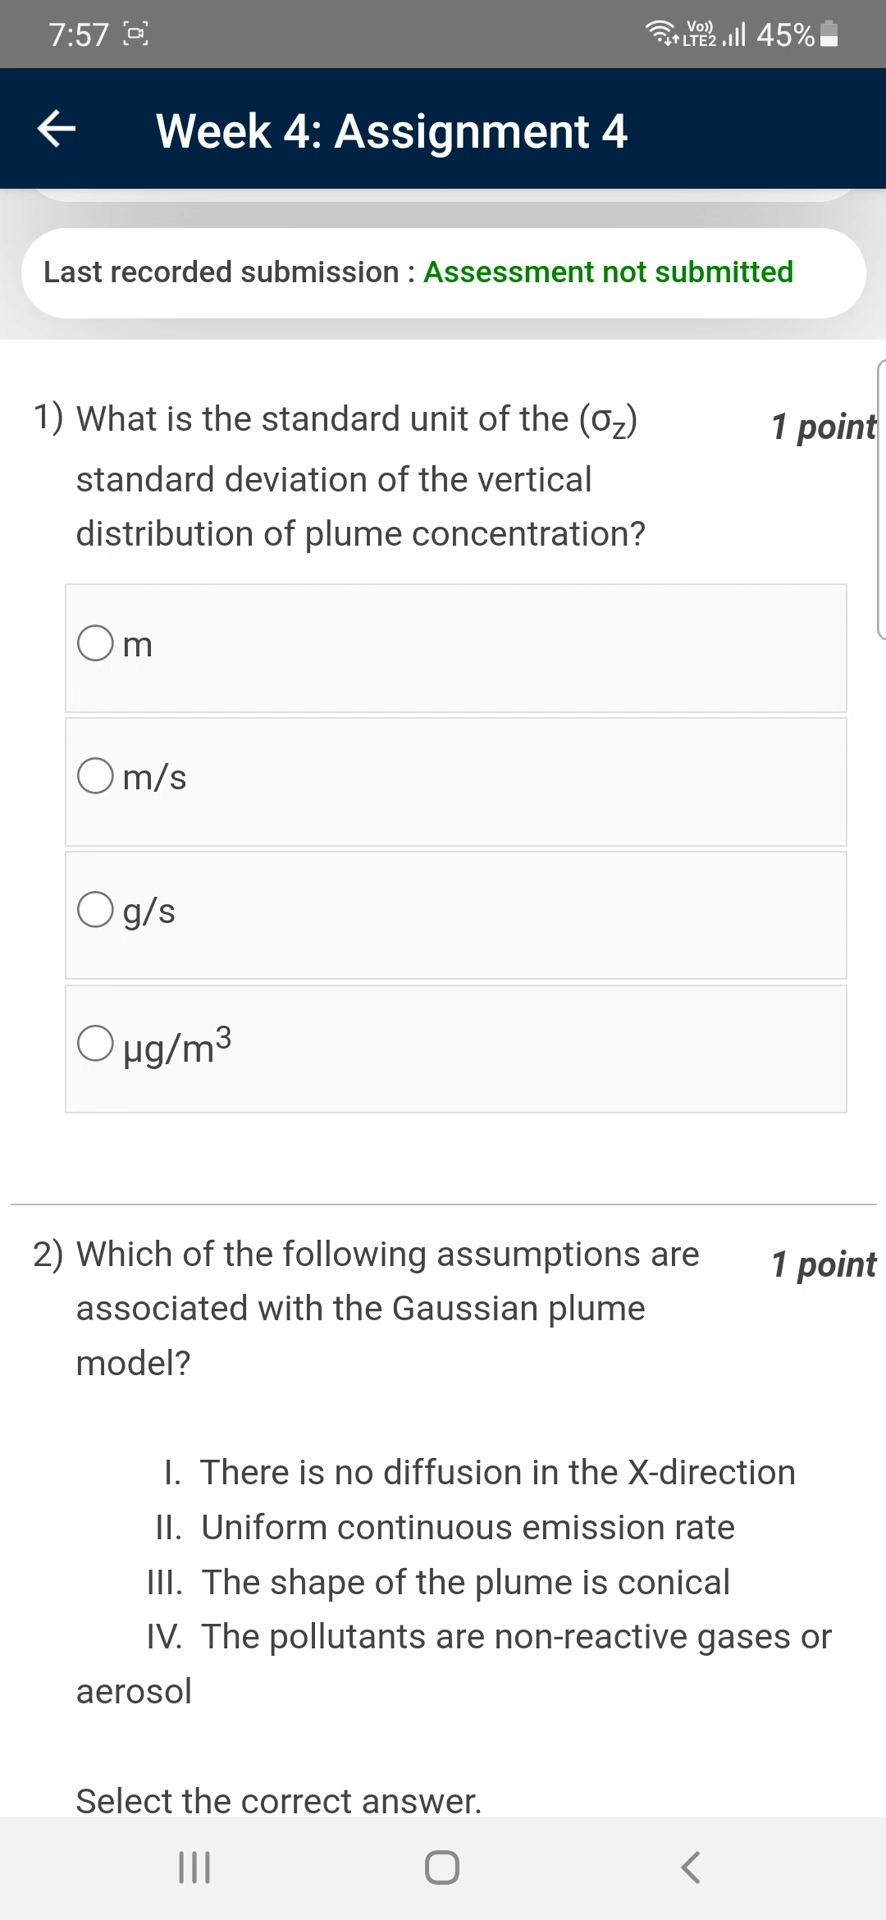 7:57 Vo)) LTE2 45%
Week 4: Assignment 4
Last recorded submission : Assessment not submitted
1) What is the standard unit of the (σz) 1 point
standard deviation of the vertical
distribution of plume concentration?
m
m/s
g/s
µg/m³
2) Which of the following assumptions are 1 point
associated with the Gaussian plume
model?
I. There is no diffusion in the X-direction
II. Uniform continuous emission rate
III. The shape of the plume is conical
IV. The pollutants are non-reactive gases or
aerosol
Select the correct answer.